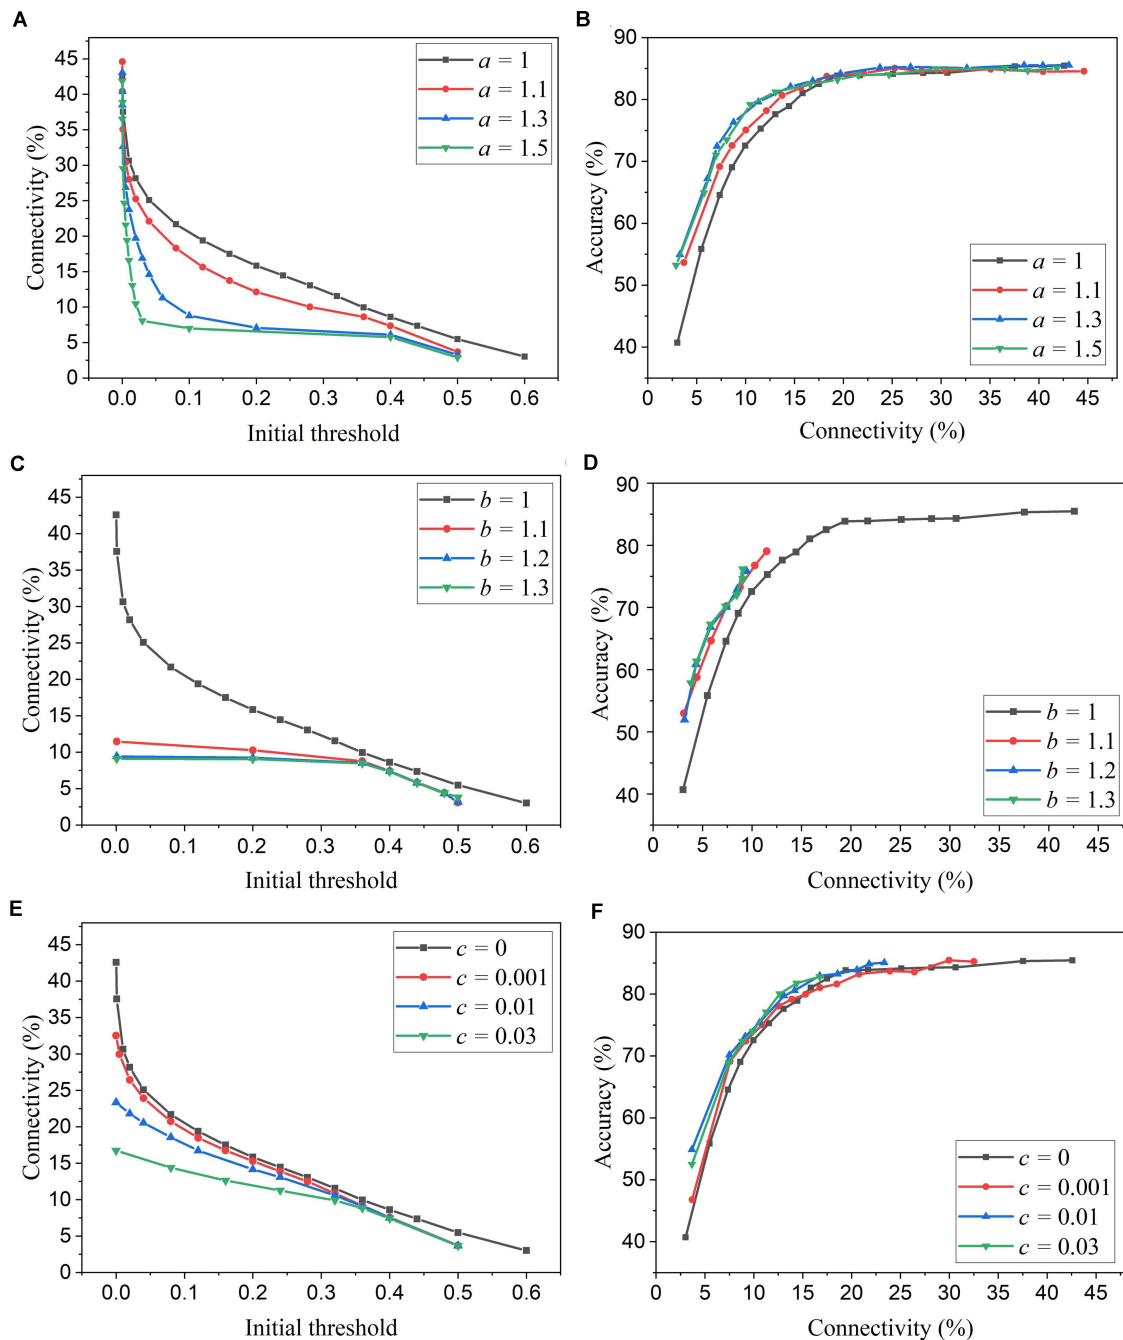 A
45
40
35
30
25
20
15
10
5
0
Connectivity (%)
0.0 0.1 0.2 0.3 0.4 0.5 0.6
Initial threshold
a = 1
a = 1.1
a = 1.3
a = 1.5
B
90
80
70
60
50
40
Accuracy (%)
0 5 10 15 20 25 30 35 40 45
Connectivity (%)
a = 1
a = 1.1
a = 1.3
a = 1.5
C
45
40
35
30
25
20
15
10
5
0
Connectivity (%)
0.0 0.1 0.2 0.3 0.4 0.5 0.6
Initial threshold
b = 1
b = 1.1
b = 1.2
b = 1.3
D
90
80
70
60
50
40
Accuracy (%)
0 5 10 15 20 25 30 35 40 45
Connectivity (%)
b = 1
b = 1.1
b = 1.2
b = 1.3
E
45
40
35
30
25
20
15
10
5
0
Connectivity (%)
0.0 0.1 0.2 0.3 0.4 0.5 0.6
Initial threshold
c = 0
c = 0.001
c = 0.01
c = 0.03
F
90
80
70
60
50
40
Accuracy (%)
0 5 10 15 20 25 30 35 40 45
Connectivity (%)
c = 0
c = 0.001
c = 0.01
c = 0.03